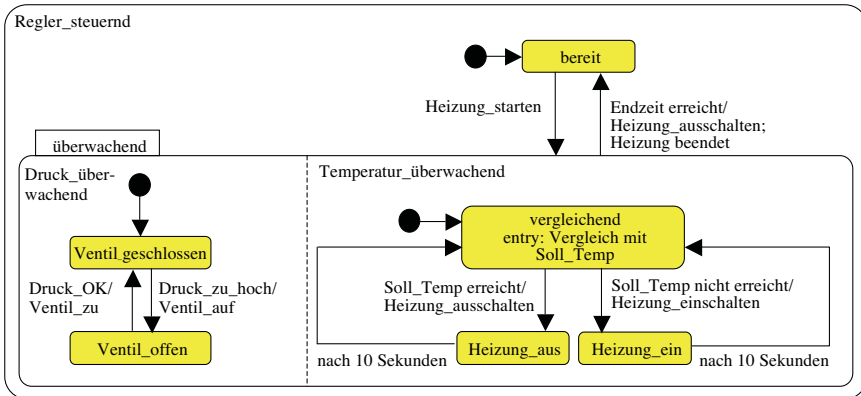 Regler_steuernd
bereit
Heizung_starten
Endzeit erreicht/
Heizung_ausschalten;
Heizung beendet
überwachend
Druck_über-
wachend
Temperatur_überwachend
Ventil_geschlossen
Druck_OK/
Ventil_zu
Druck_zu_hoch/
Ventil_auf
Ventil_offen
vergleichend
entry: Vergleich mit
Soll_Temp
Soll_Temp erreicht/
Heizung_ausschalten
Soll_Temp nicht erreicht/
Heizung_einschalten
Heizung_aus
Heizung_ein
nach 10 Sekunden
nach 10 Sekunden